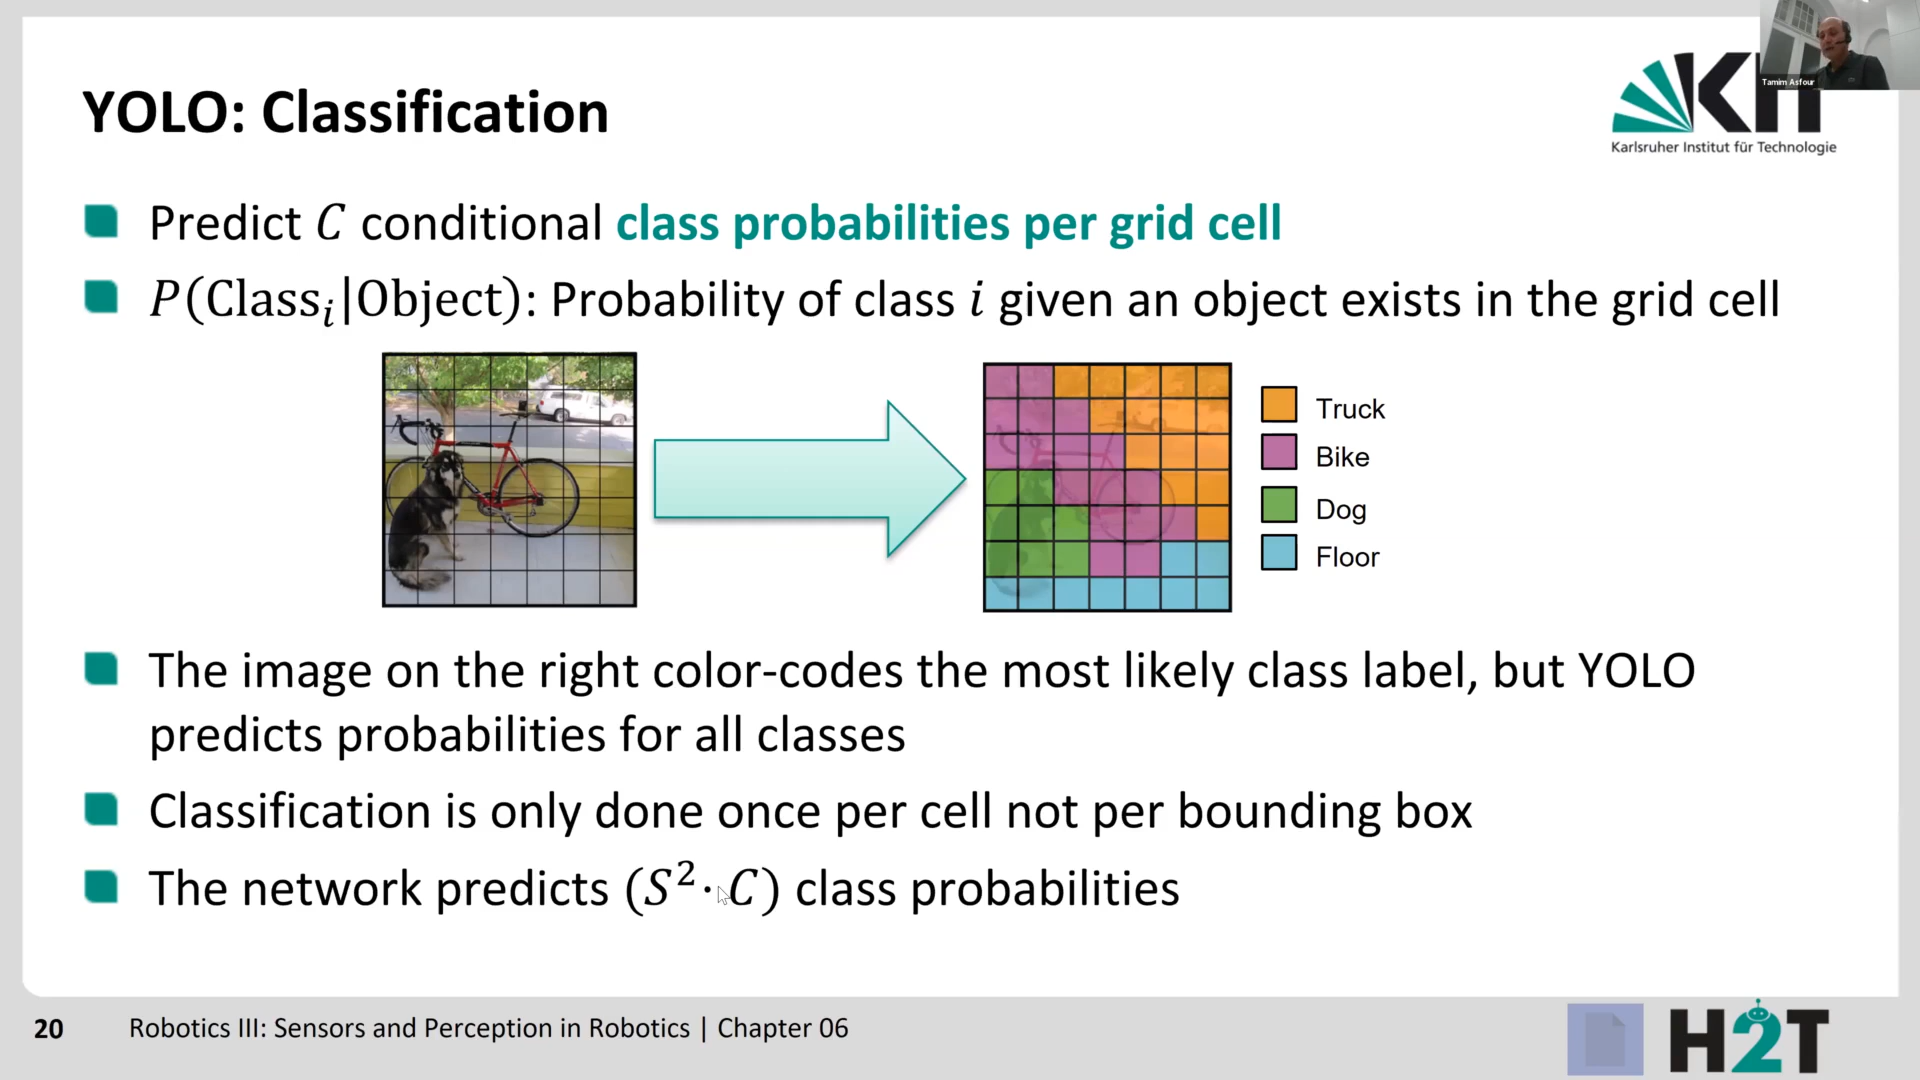 Tamim Asfour
KIT
Karlsruher Institut für Technologie
YOLO: Classification
Predict C conditional class probabilities per grid cell
P(Classᵢ|Object): Probability of class i given an object exists in the grid cell
Truck
Bike
Dog
Floor
The image on the right color-codes the most likely class label, but YOLO
predicts probabilities for all classes
Classification is only done once per cell not per bounding box
The network predicts (S²· C) class probabilities
20 Robotics III: Sensors and Perception in Robotics | Chapter 06
H2T